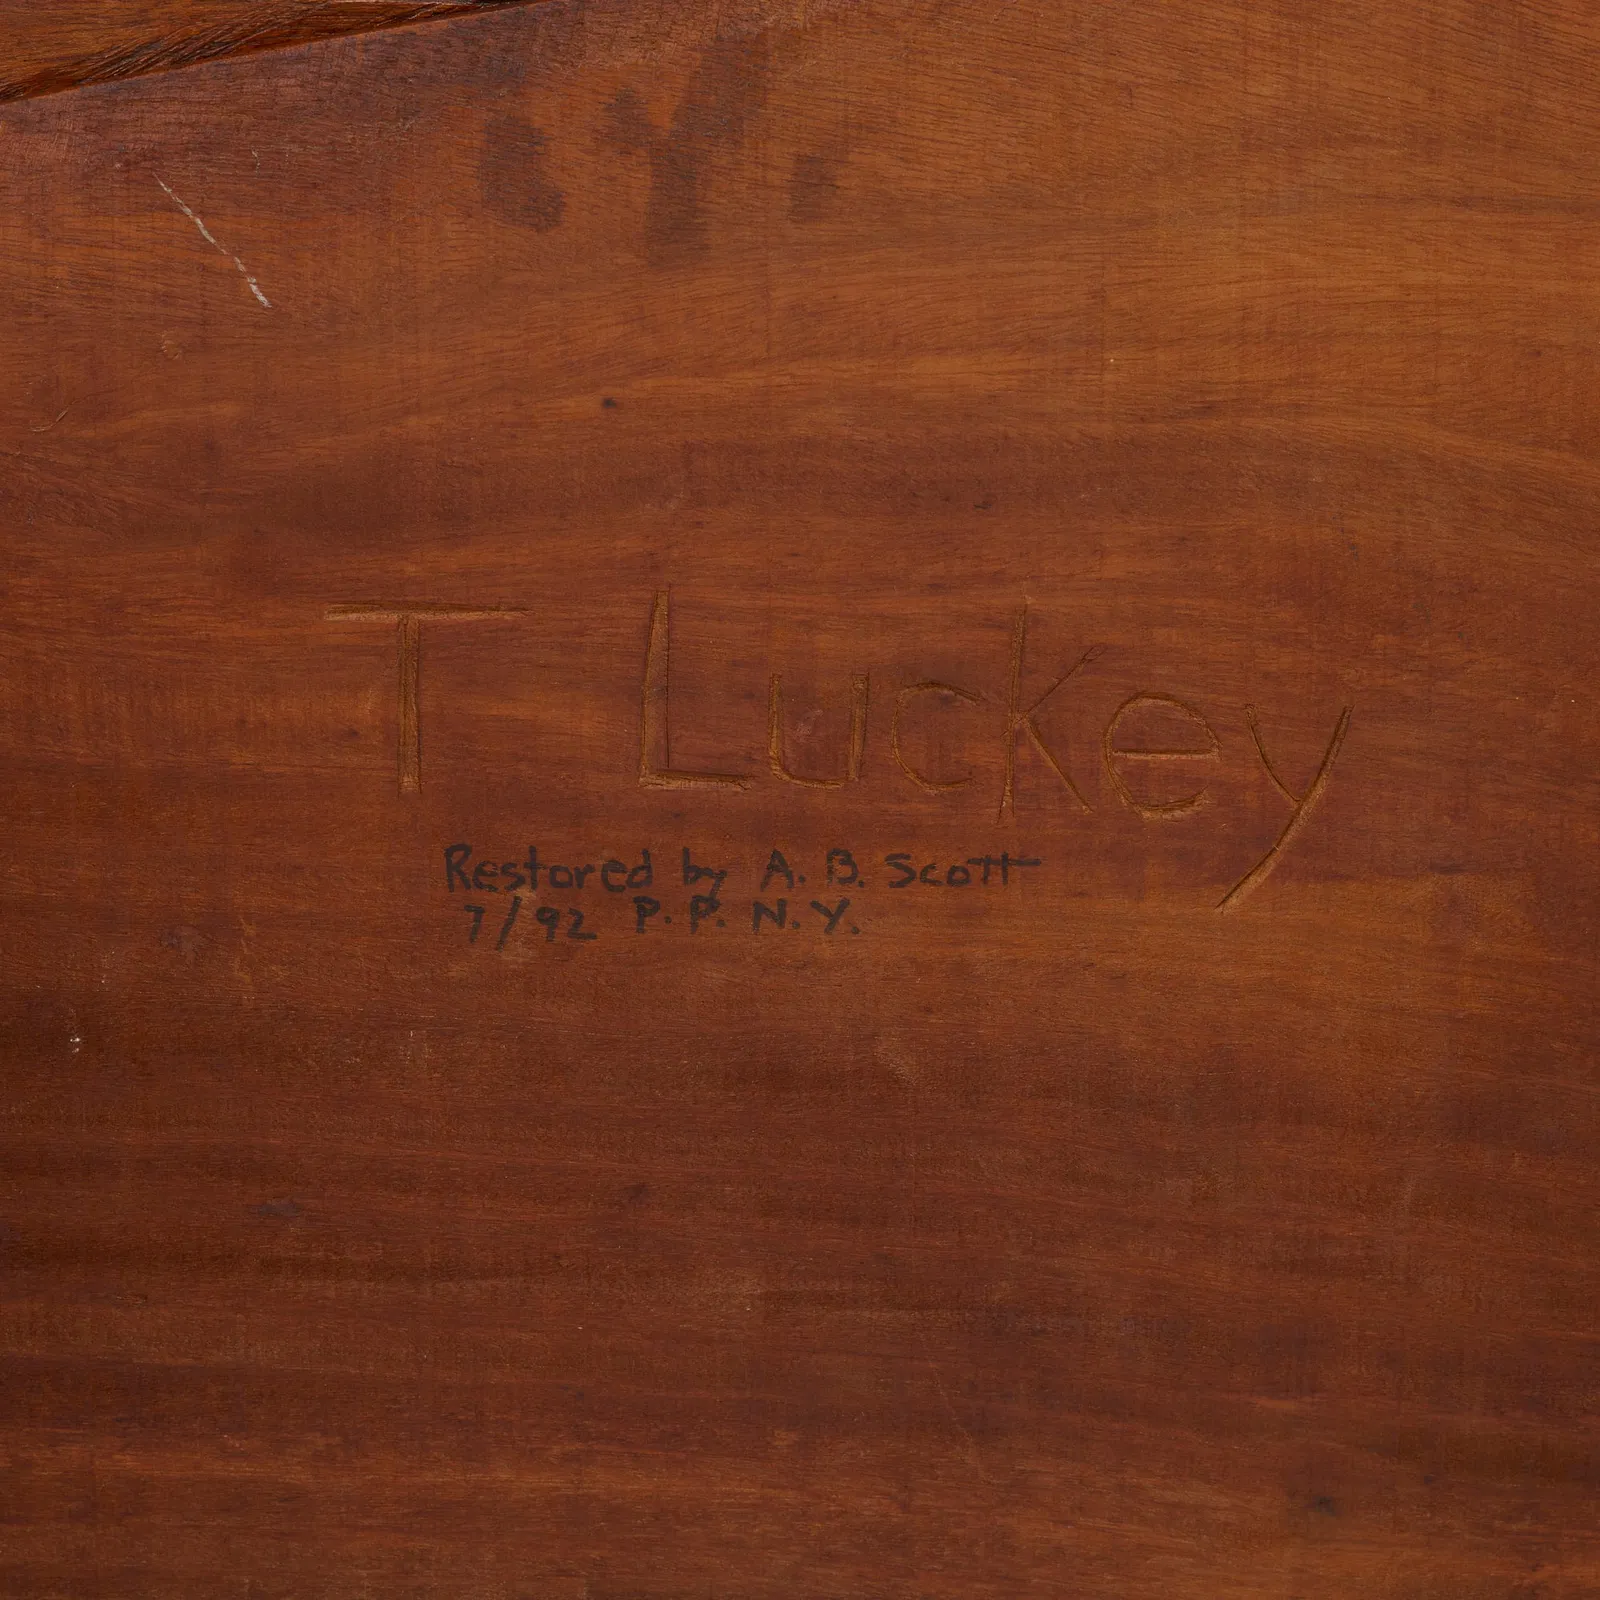 T Luckey
Restored by A. B. Scott
7/92 P. P. N. Y.